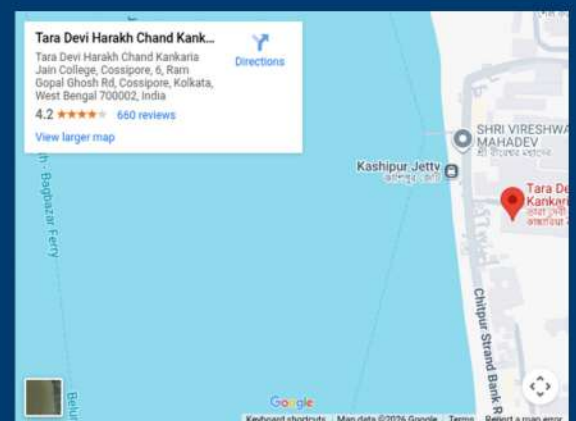 Tara Devi Harakh Chand Kank...
Tara Devi Harakh Chand Kankaria
Jain College, Cossipore, 6, Ram
Gopal Ghosh Rd, Cossipore, Kolkata,
West Bengal 700002, India
Directions
4.2 660 reviews
View larger map
SHRI VIRESHWA
MAHADEV
Kashipur Jetty
Tara De
Kankari
- Bagbazar Ferry
Chitpur Strand Bank R
Belur
Google
Keyboard shortcuts Map data ©2026 Google Terms Report a map error